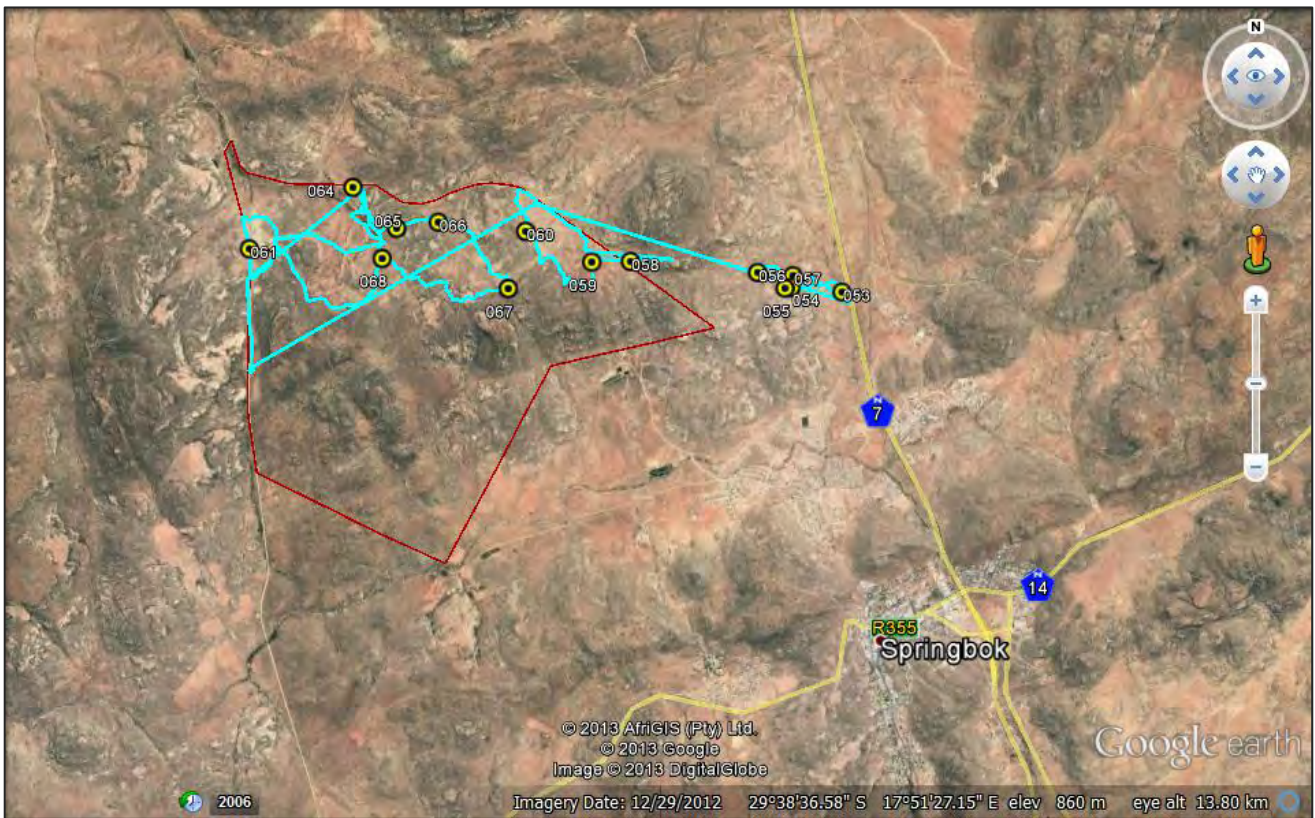 N
064
065
066
061
060
068
058
059
067
056
057
053
054
055
N
7
N
14
R355
Springbok
© 2013 AfriGIS (Pty) Ltd.
© 2013 Google
Image © 2013 DigitalGlobe
Google earth
2006
Imagery Date: 12/29/2012 29°38'36.58" S 17°51'27.15" E elev 860 m eye alt 13.80 km